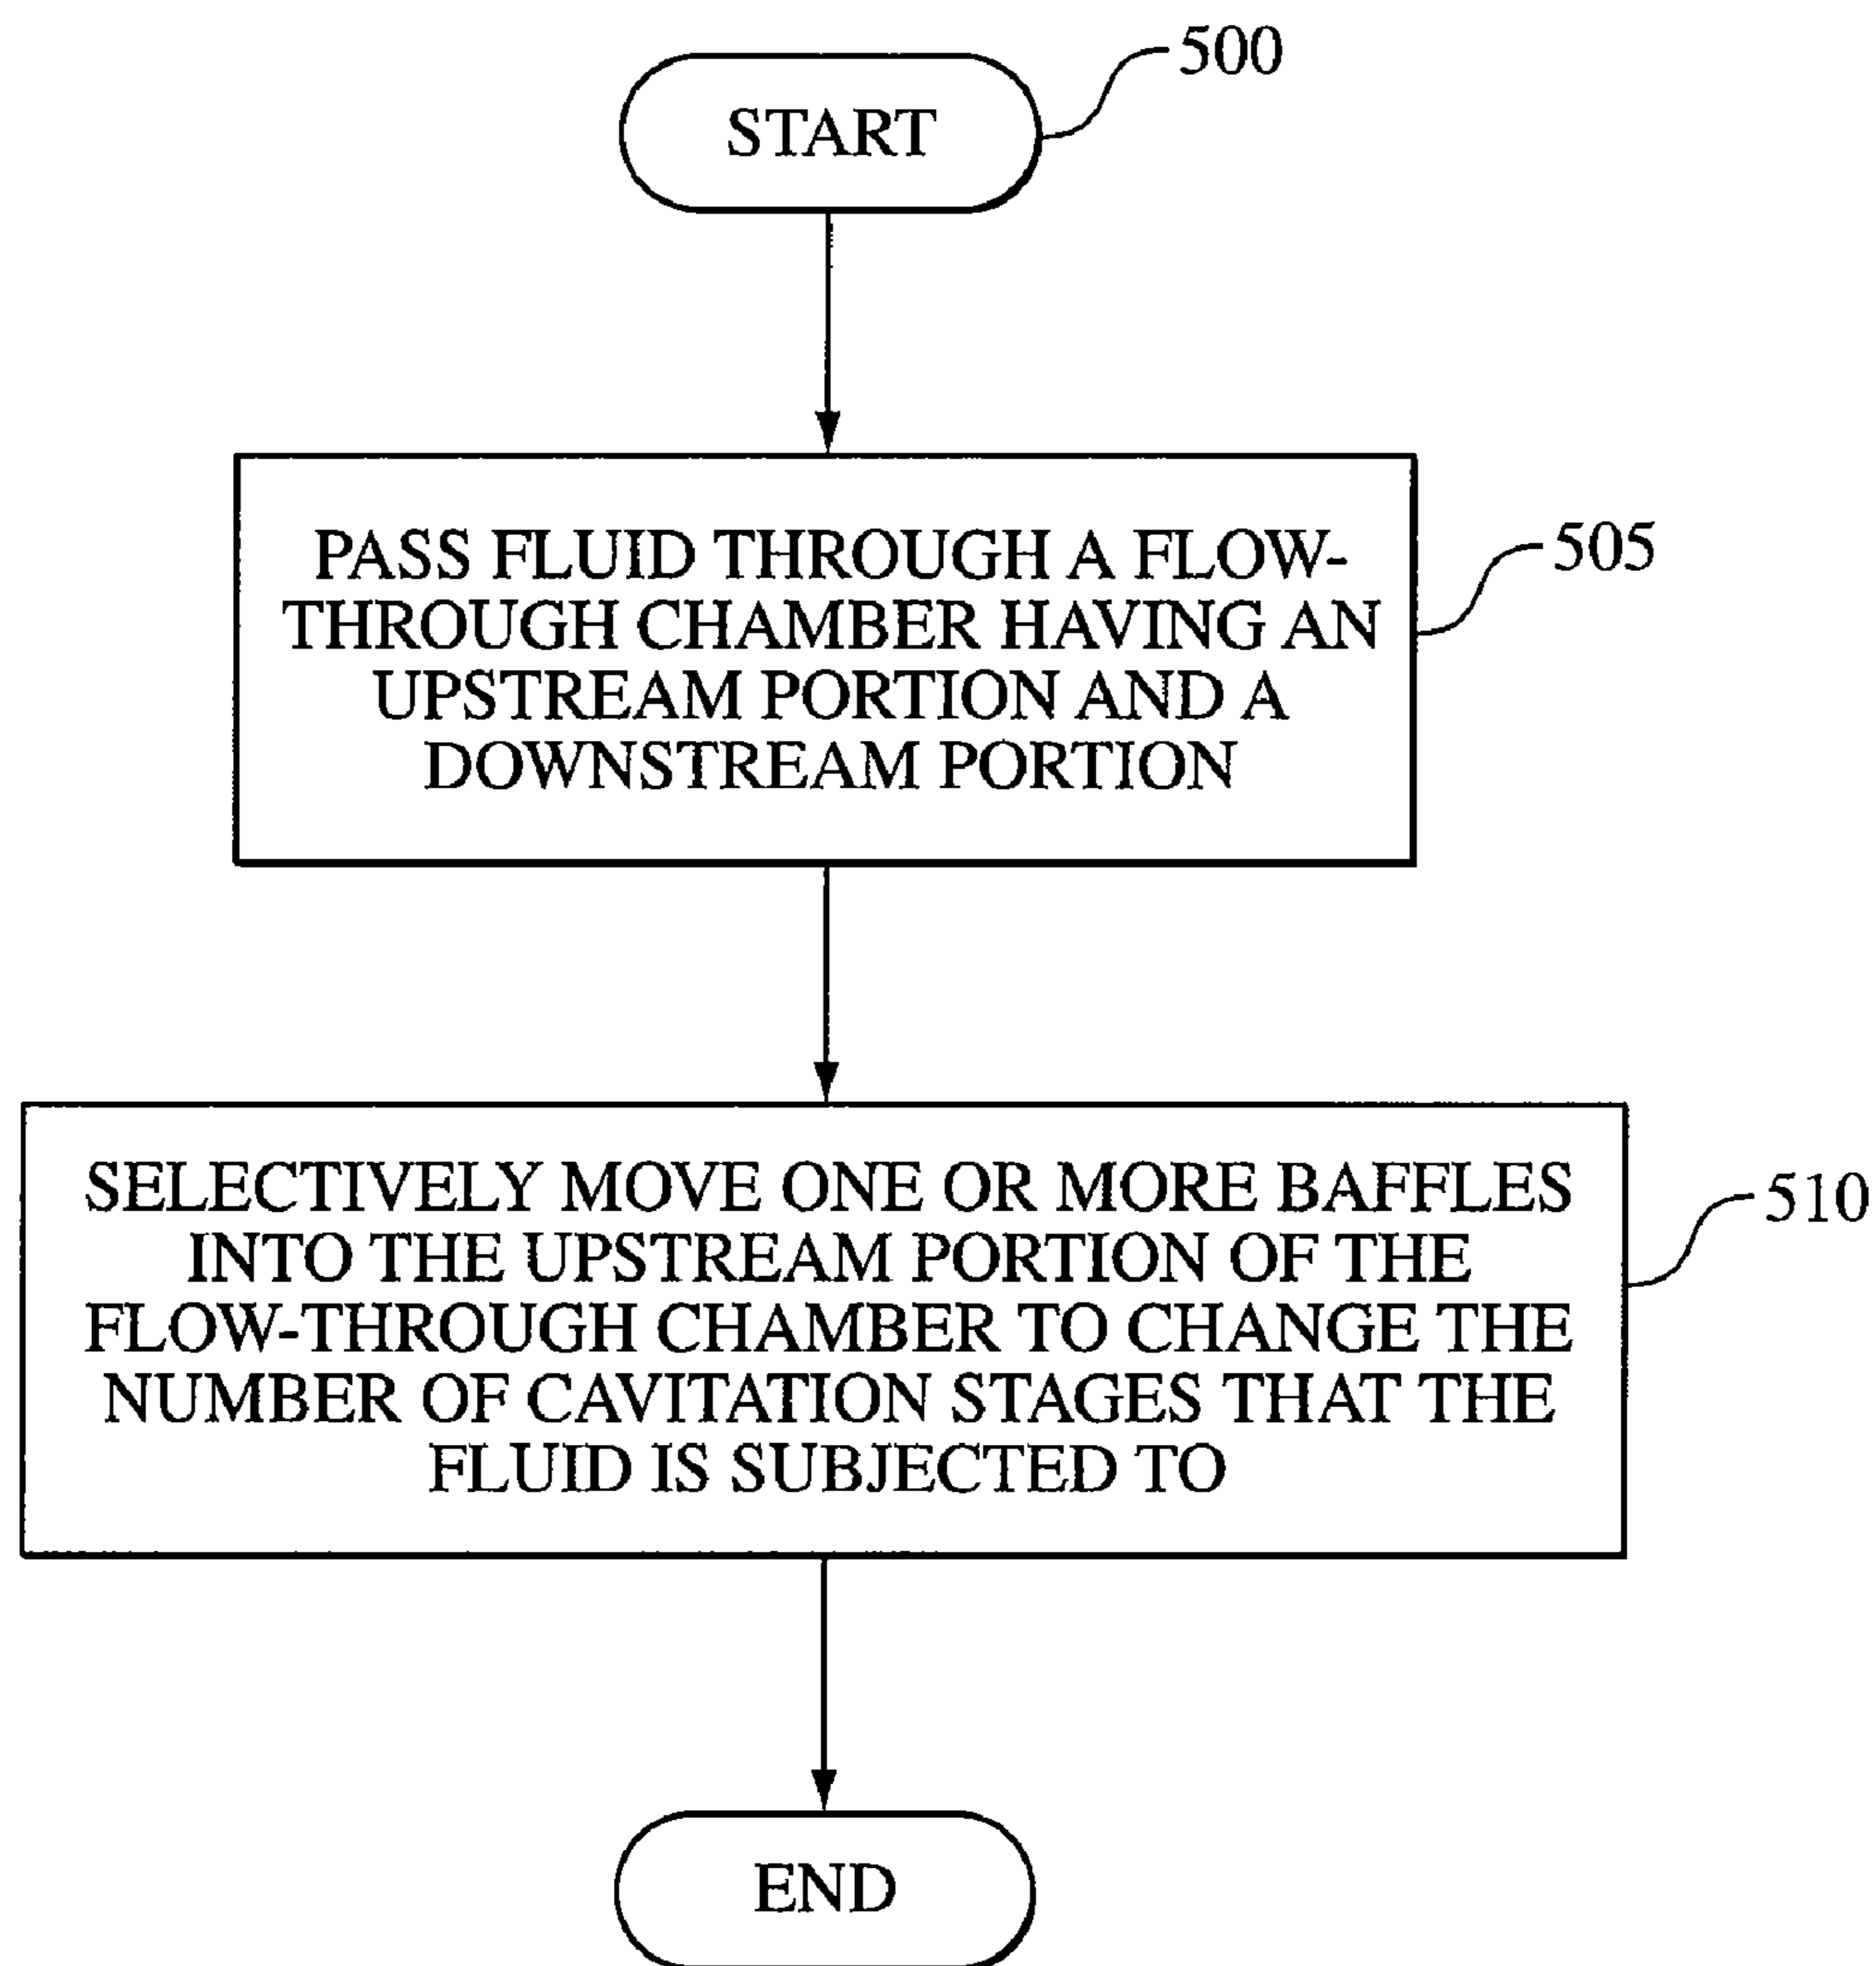 START
500
PASS FLUID THROUGH A FLOW-
THROUGH CHAMBER HAVING AN
UPSTREAM PORTION AND A
DOWNSTREAM PORTION
505
SELECTIVELY MOVE ONE OR MORE BAFFLES
INTO THE UPSTREAM PORTION OF THE
FLOW-THROUGH CHAMBER TO CHANGE THE
NUMBER OF CAVITATION STAGES THAT THE
FLUID IS SUBJECTED TO
510
END